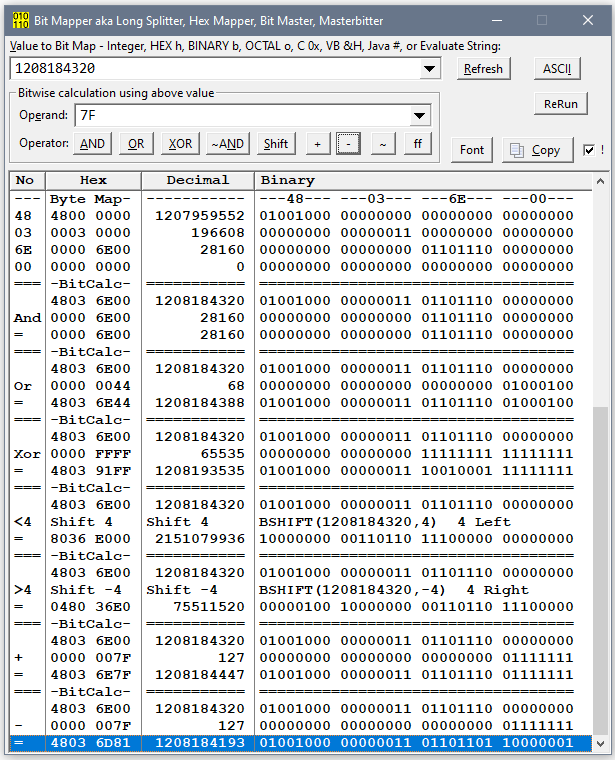 010 110 Bit Mapper aka Long Splitter, Hex Mapper, Bit Master, Masterbitter
Value to Bit Map - Integer, HEX h, BINARY b, OCTAL o, C 0x, VB &H, Java #, or Evaluate String:
1208184320 Refresh ASCII
Bitwise calculation using above value ReRun
Operand: 7F
Operator: AND OR XOR ~AND Shift + - ~ ff Font Copy !
No Hex Decimal Binary
--- Byte Map- ----------- ---48--- ---03--- ---6E--- ---00---
48 4800 0000 1207959552 01001000 00000000 00000000 00000000
03 0003 0000 196608 00000000 00000011 00000000 00000000
6E 0000 6E00 28160 00000000 00000000 01101110 00000000
00 0000 0000 0 00000000 00000000 00000000 00000000
=== -BitCalc- =========== ===================================
4803 6E00 1208184320 01001000 00000011 01101110 00000000
And 0000 6E00 28160 00000000 00000000 01101110 00000000
= 0000 6E00 28160 00000000 00000000 01101110 00000000
=== -BitCalc- =========== ===================================
4803 6E00 1208184320 01001000 00000011 01101110 00000000
Or 0000 0044 68 00000000 00000000 00000000 01000100
= 4803 6E44 1208184388 01001000 00000011 01101110 01000100
=== -BitCalc- =========== ===================================
4803 6E00 1208184320 01001000 00000011 01101110 00000000
Xor 0000 FFFF 65535 00000000 00000000 11111111 11111111
= 4803 91FF 1208193535 01001000 00000011 10010001 11111111
=== -BitCalc- =========== ===================================
4803 6E00 1208184320 01001000 00000011 01101110 00000000
<4 Shift 4 Shift 4 BSHIFT(1208184320,4) 4 Left
= 8036 E000 2151079936 10000000 00110110 11100000 00000000
=== -BitCalc- =========== ===================================
4803 6E00 1208184320 01001000 00000011 01101110 00000000
>4 Shift -4 Shift -4 BSHIFT(1208184320,-4) 4 Right
= 0480 36E0 75511520 00000100 10000000 00110110 11100000
=== -BitCalc- =========== ===================================
4803 6E00 1208184320 01001000 00000011 01101110 00000000
+ 0000 007F 127 00000000 00000000 00000000 01111111
= 4803 6E7F 1208184447 01001000 00000011 01101110 01111111
=== -BitCalc- =========== ===================================
4803 6E00 1208184320 01001000 00000011 01101110 00000000
- 0000 007F 127 00000000 00000000 00000000 01111111
= 4803 6D81 1208184193 01001000 00000011 01101101 10000001